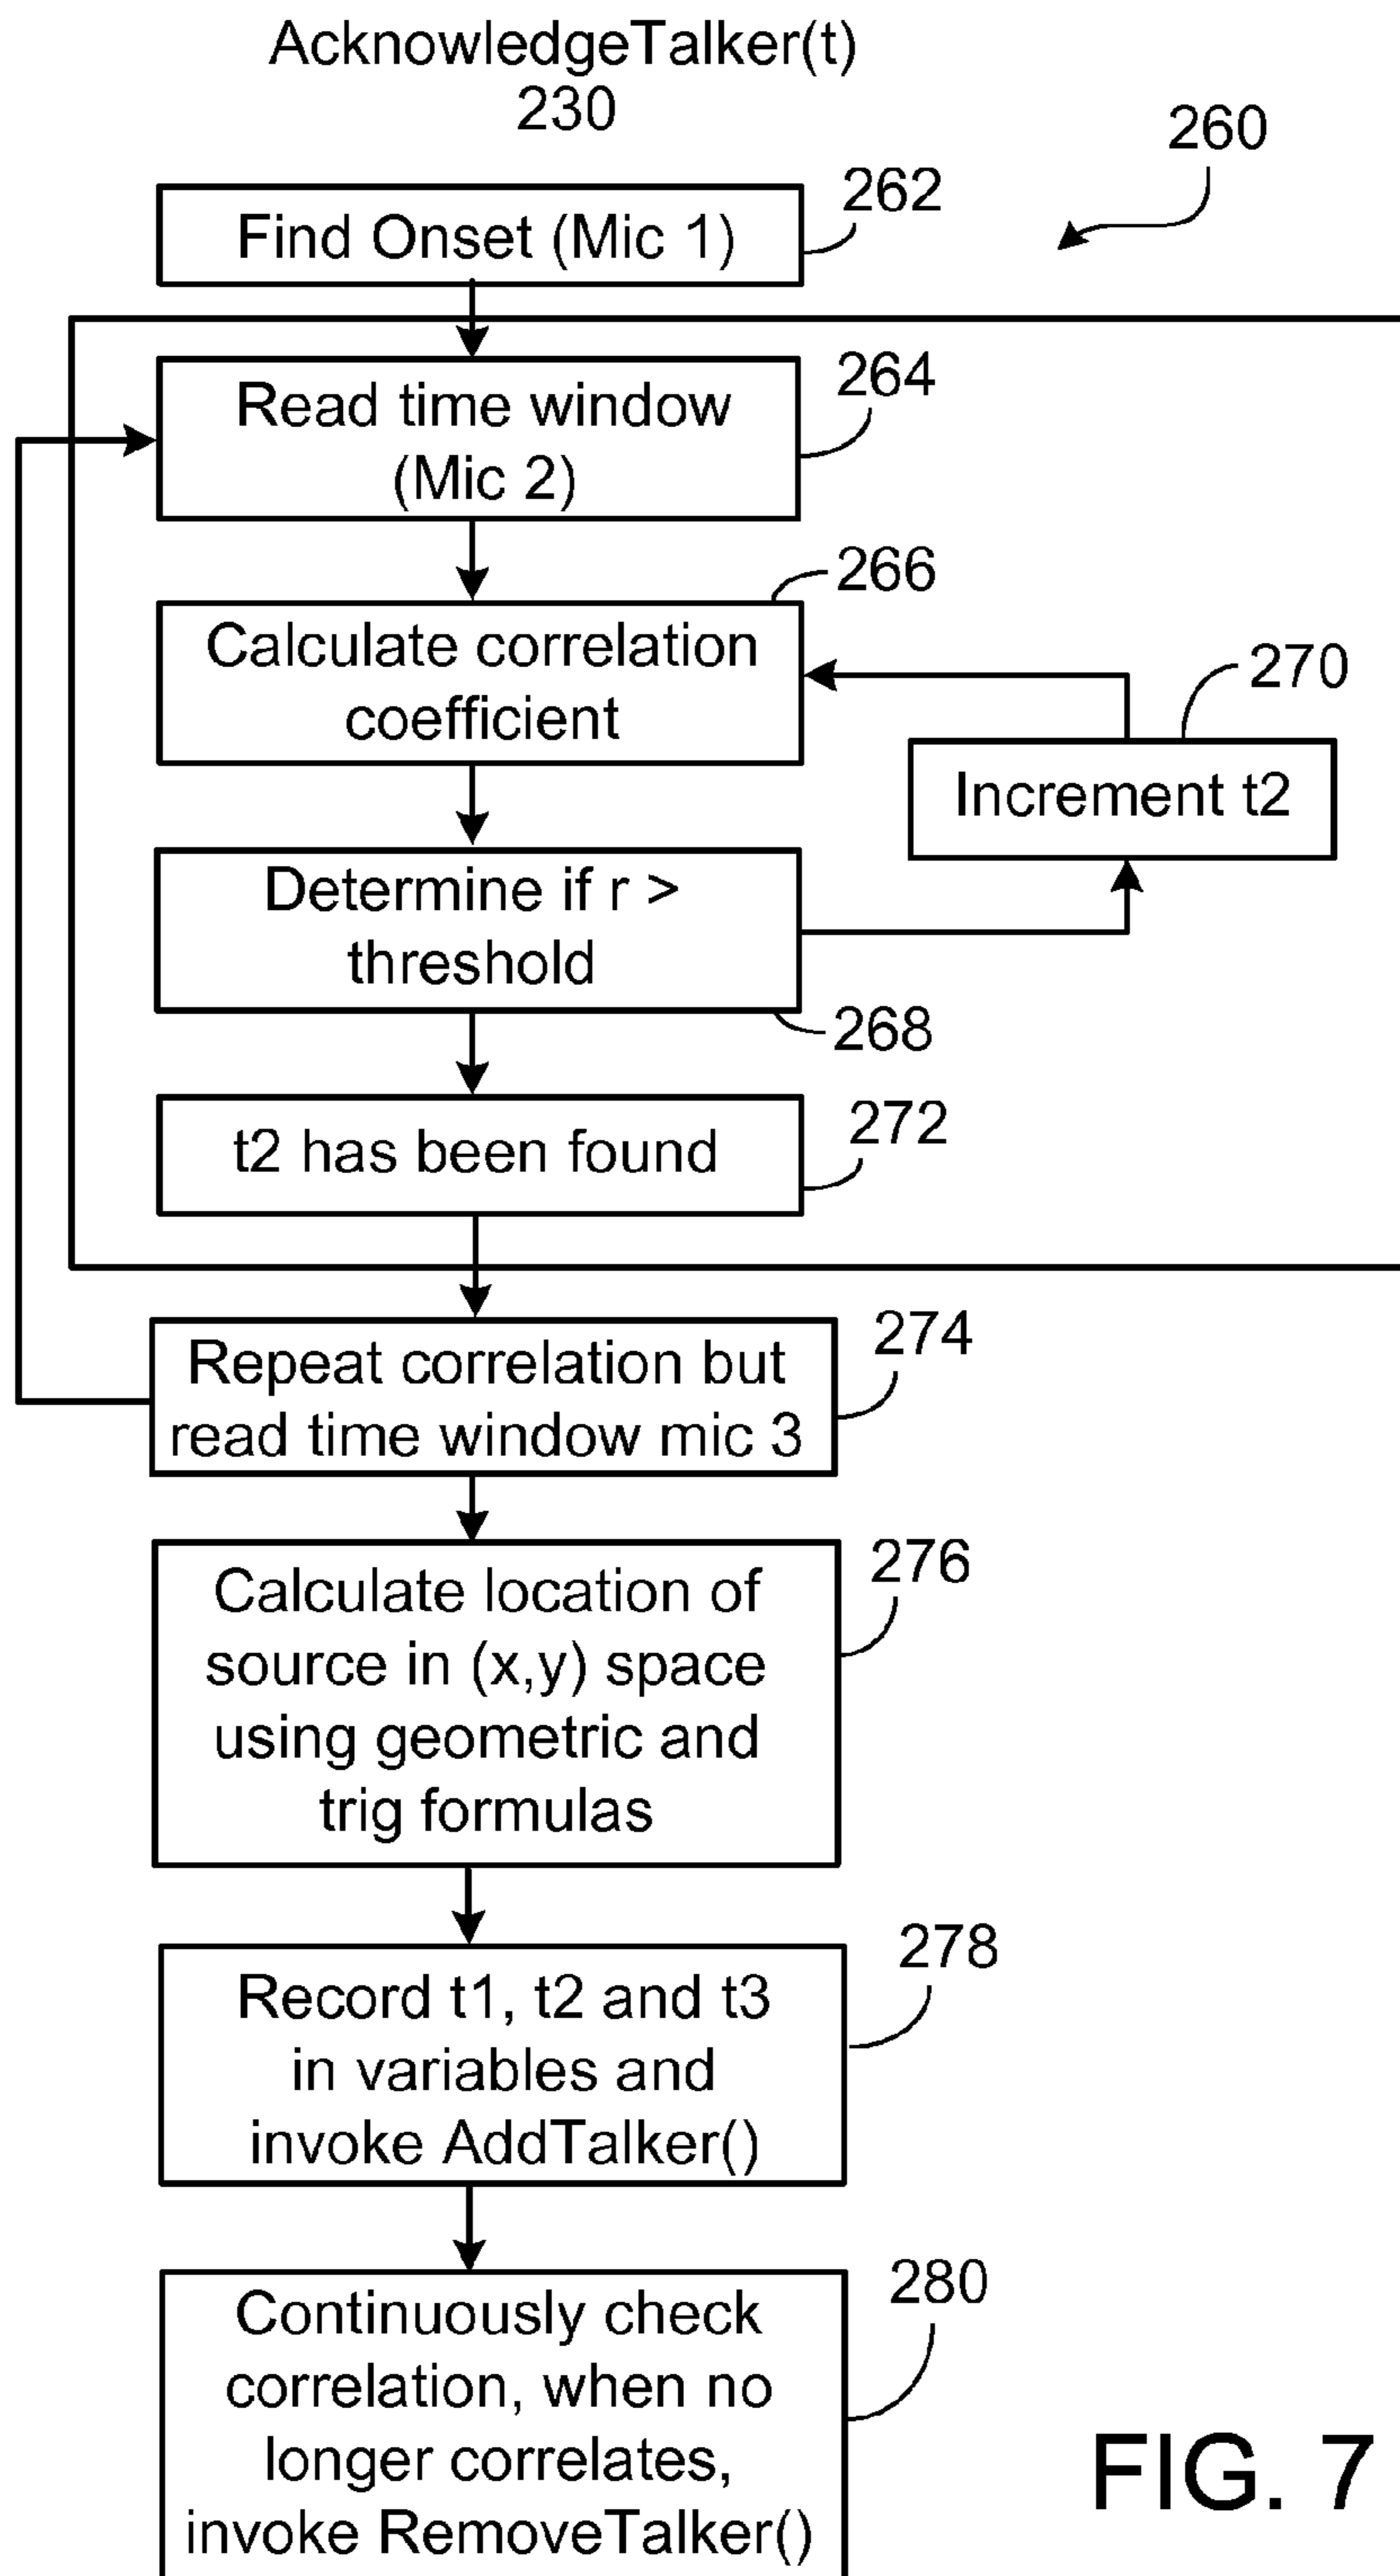 AcknowledgeTalker(t)
230
260
262
Find Onset (Mic 1)
264
Read time window
(Mic 2)
266
Calculate correlation
coefficient
270
Increment t2
Determine if r >
threshold
268
272
t2 has been found
274
Repeat correlation but
read time window mic 3
276
Calculate location of
source in (x,y) space
using geometric and
trig formulas
278
Record t1, t2 and t3
in variables and
invoke AddTalker()
280
Continuously check
correlation, when no
longer correlates,
invoke RemoveTalker()
FIG. 7